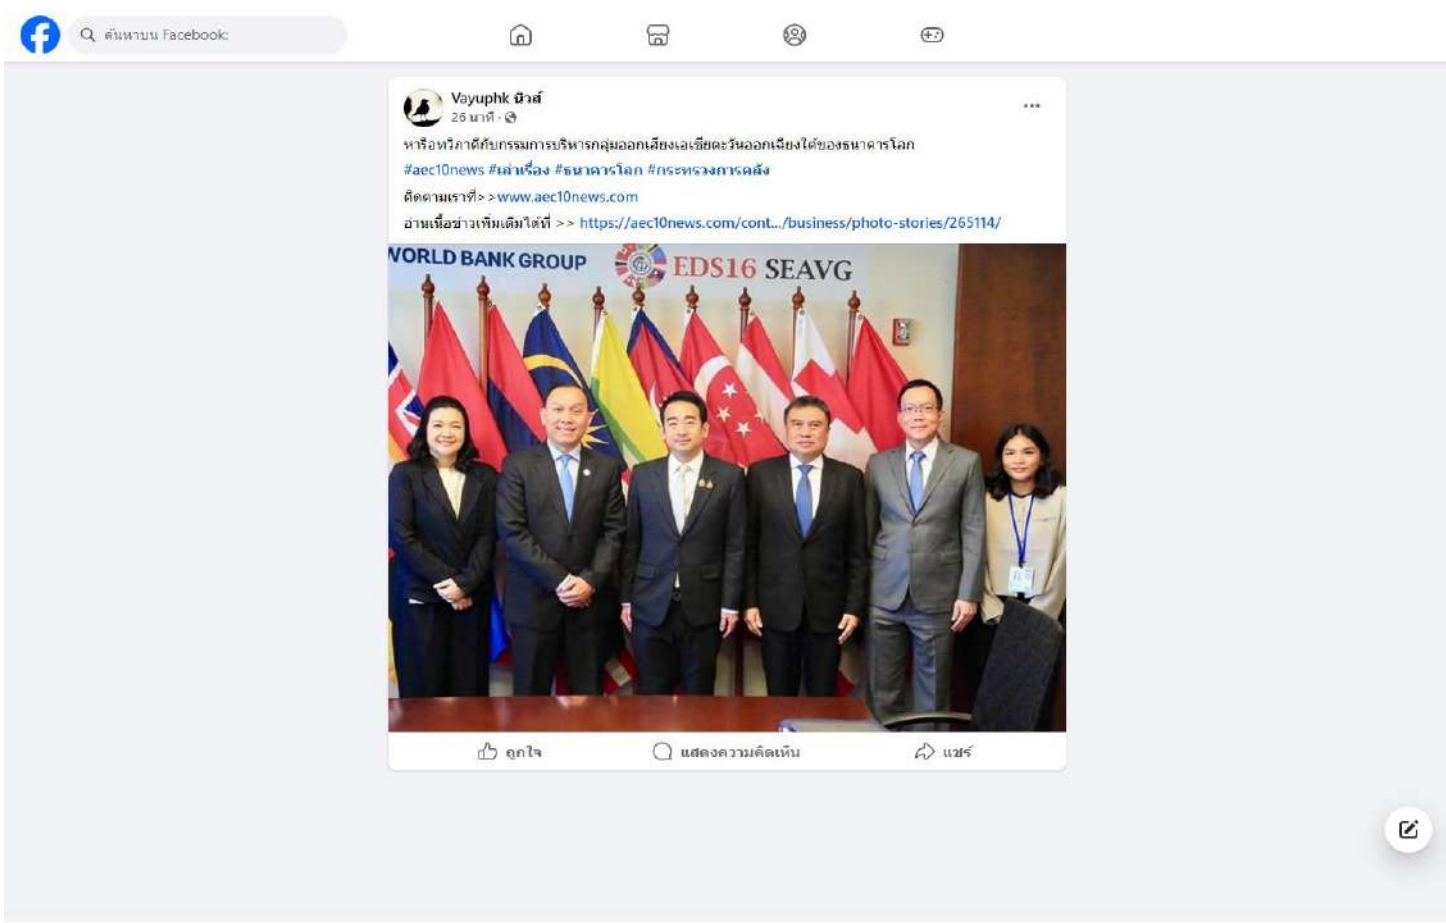 ค้นหาบน Facebook
Vayuphk นิวส์
26 นาที ·
หารือทวิภาคีกับกรรมการบริหารกลุ่มออกเสียงเอเชียตะวันออกเฉียงใต้ของธนาคารโลก
#aec10news #เล่าเรื่อง #ธนาคารโลก #กระทรวงการคลัง
ติดตามเราที่>>www.aec10news.com
อ่านเนื้อข่าวเพิ่มเติมได้ที่ >> https://aec10news.com/cont.../business/photo-stories/265114/
WORLD BANK GROUP EDS16 SEAVG
ถูกใจ แสดงความคิดเห็น แชร์